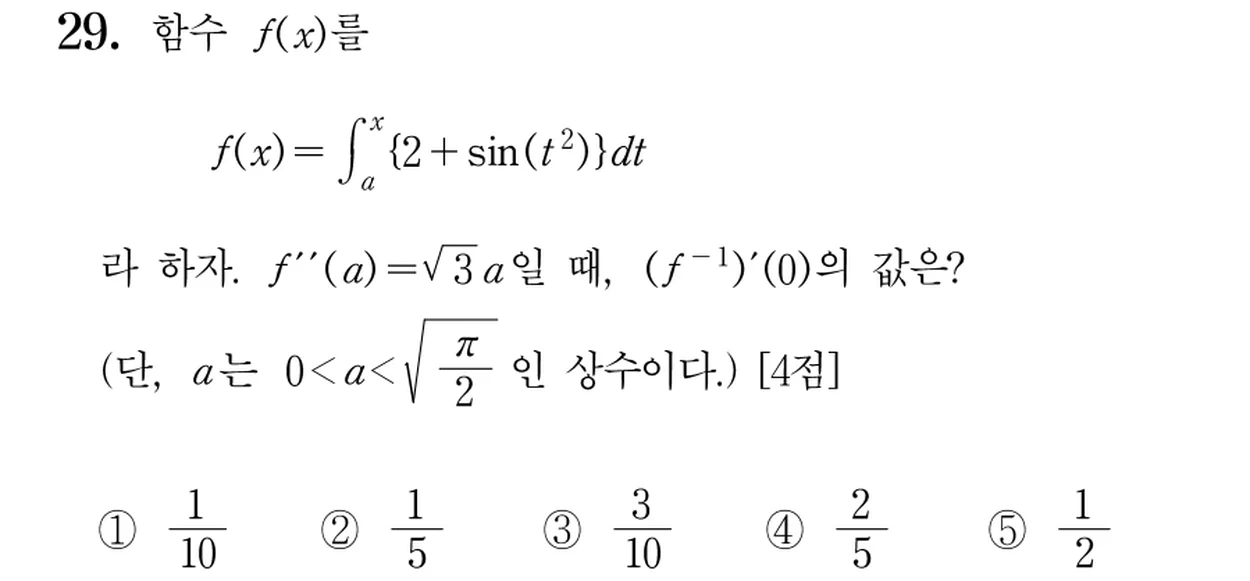 29. 함수 f(x)를
f(x)=∫_a^x {2+sin(t²)}dt
라 하자. f′′(a)=√3a일 때, (f⁻¹)′(0)의 값은?
(단, a는 0<a<√(π/2)인 상수이다.) [4점]
① 1/10 ② 1/5 ③ 3/10 ④ 2/5 ⑤ 1/2